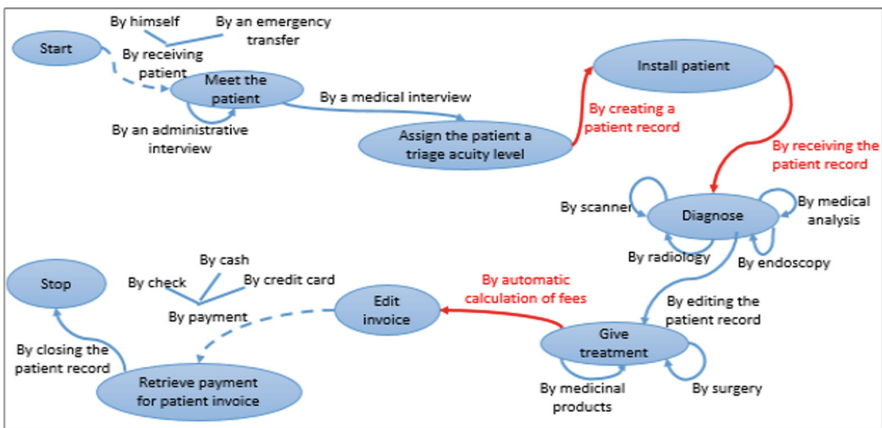 By himself
By an emergency
transfer
Start
By receiving
patient
Meet the
patient
By an administrative
interview
By a medical interview
Assign the patient a
triage acuity level
By creating a
patient record
Install patient
By receiving the
patient record
By scanner
Diagnose
By medical
analysis
By radiology
By endoscopy
By editing the
patient record
Give
treatment
By medicinal
products
By surgery
By automatic
calculation of fees
Edit
invoice
By cash
By check
By credit card
By payment
Retrieve payment
for patient invoice
By closing the
patient record
Stop